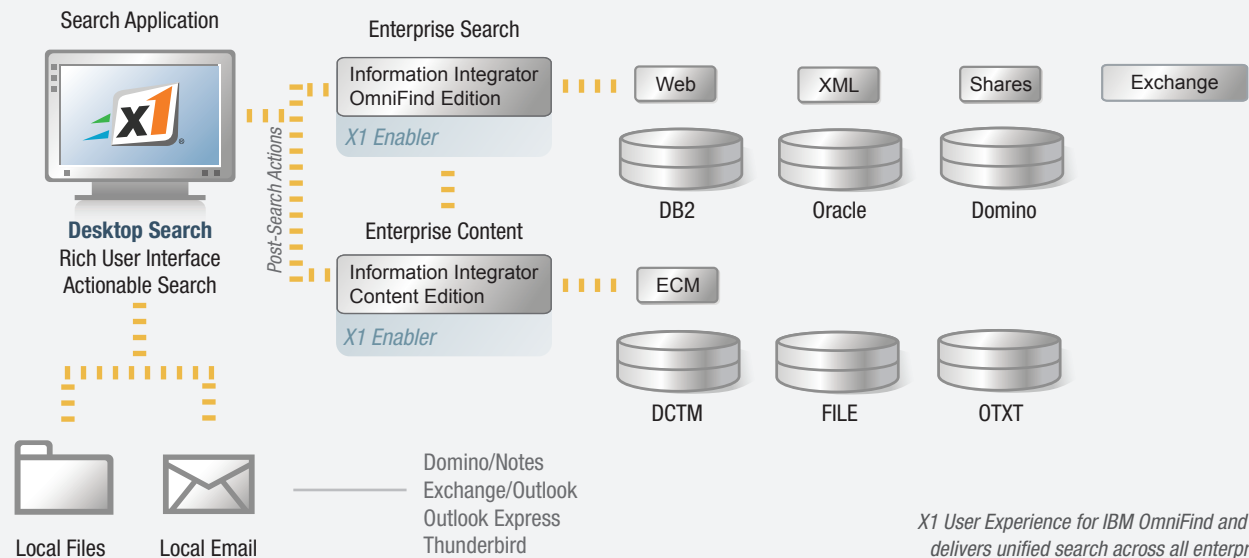 Search Application
X1
Desktop Search
Rich User Interface
Actionable Search
Local Files
Local Email
Domino/Notes
Exchange/Outlook
Outlook Express
Thunderbird
Post-Search Actions
Enterprise Search
Information Integrator
OmniFind Edition
X1 Enabler
Web
XML
Shares
Exchange
DB2
Oracle
Domino
Enterprise Content
Information Integrator
Content Edition
X1 Enabler
ECM
DCTM
FILE
OTXT
X1 User Experience for IBM OmniFind and
delivers unified search across all enterpr